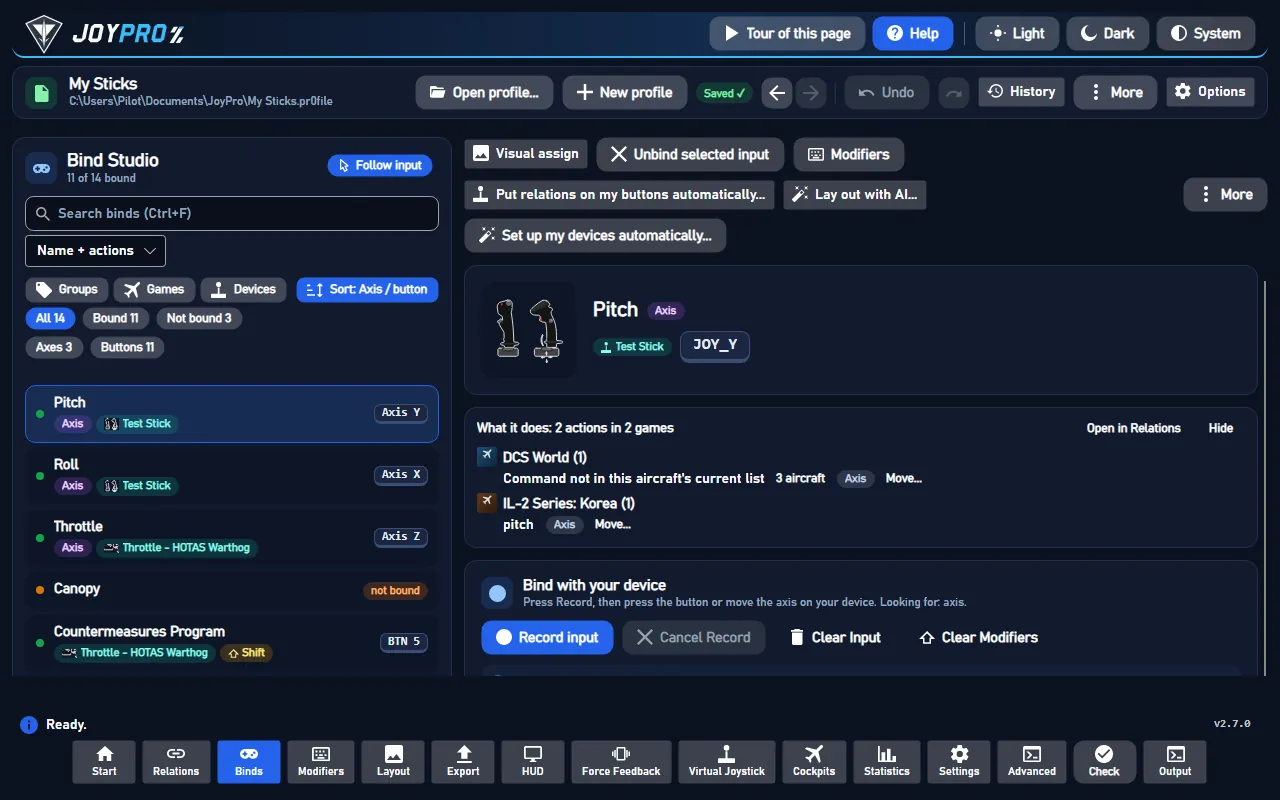 JOYPRO
Tour of this page
Help
Light
Dark
System
My Sticks
C:\Users\Pilot\Documents\JoyPro\My Sticks.pr0file
Open profile...
New profile
Saved ✓
Undo
History
More
Options
Bind Studio
11 of 14 bound
Follow input
Search binds (Ctrl+F)
Name + actions
Groups
Games
Devices
Sort: Axis / button
All 14
Bound 11
Not bound 3
Axes 3
Buttons 11
Pitch
Axis
Test Stick
Axis Y
Roll
Axis
Test Stick
Axis X
Throttle
Axis
Throttle - HOTAS Warthog
Axis Z
Canopy
not bound
Countermeasures Program
Throttle - HOTAS Warthog
Shift
BTN 5
Visual assign
Unbind selected input
Modifiers
Put relations on my buttons automatically...
Lay out with AI...
More
Set up my devices automatically...
Pitch
Axis
Test Stick
JOY_Y
What it does: 2 actions in 2 games
Open in Relations
Hide
DCS World (1)
Command not in this aircraft's current list
3 aircraft
Axis
Move...
IL-2 Series: Korea (1)
pitch
Axis
Move...
Bind with your device
Press Record, then press the button or move the axis on your device. Looking for: axis.
Record input
Cancel Record
Clear Input
Clear Modifiers
Ready.
v2.7.0
Start
Relations
Binds
Modifiers
Layout
Export
HUD
Force Feedback
Virtual Joystick
Cockpits
Statistics
Settings
Advanced
Check
Output